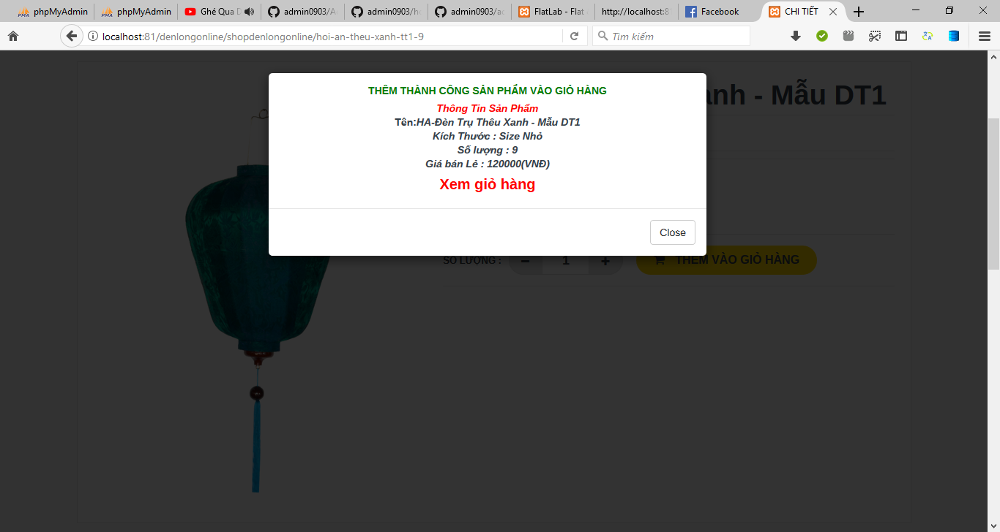 phpMyAdmin
phpMyAdmin
Ghé Qua D
admin0903/A
admin0903/h
admin0903/a
FlatLab - Flat
http://localhost:8
Facebook
CHI TIẾT
localhost:81/denlongonline/shopdenlongonline/hoi-an-theu-xanh-tt1-9
Tìm kiếm
anh - Mẫu DT1
THÊM THÀNH CÔNG SẢN PHẨM VÀO GIỎ HÀNG
Thông Tin Sản Phẩm
Tên:HA-Đèn Trụ Thêu Xanh - Mẫu DT1
Kích Thước : Size Nhỏ
Số lượng : 9
Giá bán Lẻ : 120000(VNĐ)
Xem giỏ hàng
Close
SỐ LƯỢNG : − 1 + THÊM VÀO GIỎ HÀNG